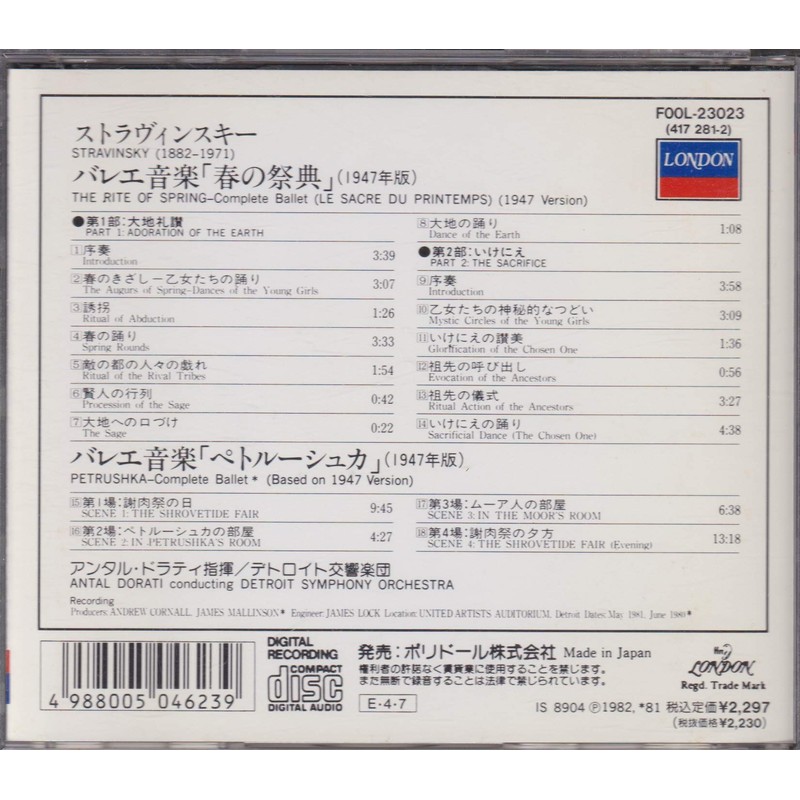 FOOL-23023
(417 281-2)
LONDON
ストラヴィンスキー
STRAVINSKY (1882-1971)
バレエ音楽「春の祭典」(1947年版)
THE RITE OF SPRING–Complete Ballet (LE SACRE DU PRINTEMPS) (1947 Version)
●第1部:大地礼讃
PART 1: ADORATION OF THE EARTH
1 序奏 3:39
Introduction
2 春のきざし－乙女たちの踊り 3:07
The Augurs of Spring-Dances of the Young Girls
3 誘拐 1:26
Ritual of Abduction
4 春の踊り 3:33
Spring Rounds
5 敵の都の人々の戯れ 1:54
Ritual of the Rival Tribes
6 賢人の行列 0:42
Procession of the Sage
7 大地への口づけ 0:22
The Sage
8 大地の踊り 1:08
Dance of the Earth
●第2部:いけにえ
PART 2: THE SACRIFICE
9 序奏 3:58
Introduction
10 乙女たちの神秘的なつどい 3:09
Mystic Circles of the Young Girls
11 いけにえの讃美 1:36
Glorification of the Chosen One
12 祖先の呼び出し 0:56
Evocation of the Ancestors
13 祖先の儀式 3:27
Ritual Action of the Ancestors
14 いけにえの踊り 4:38
Sacrificial Dance (The Chosen One)
バレエ音楽「ペトルーシュカ」(1947年版)
PETRUSHKA–Complete Ballet * (Based on 1947 Version)
15 第1場:謝肉祭の日 9:45
SCENE 1: THE SHROVETIDE FAIR
16 第2場:ペトルーシュカの部屋 4:27
SCENE 2: IN PETRUSHKA'S ROOM
17 第3場:ムーア人の部屋 6:38
SCENE 3: IN THE MOOR'S ROOM
18 第4場:謝肉祭の夕方 13:18
SCENE 4: THE SHROVETIDE FAIR (Evening)
アンタル・ドラティ指揮/デトロイト交響楽団
ANTAL DORATI conducting DETROIT SYMPHONY ORCHESTRA
Recording
Producers: ANDREW CORNALL, JAMES MALLINSON* Engineer: JAMES LOCK Location: UNITED ARTISTS AUDITORIUM, Detroit Dates: May 1981, June 1980*
4 988005 046239
DIGITAL RECORDING
COMPACT disc DIGITAL AUDIO
発売:ポリドール株式会社 Made in Japan
権利者の許諾なく賃貸業に使用することを禁じます。
また無断で録音することは法律で禁じられています。
E・4・7
the LONDON
Regd. Trade Mark
IS 8904 ℗1982, *81 税込定価¥2,297
(税抜価格¥2,230)